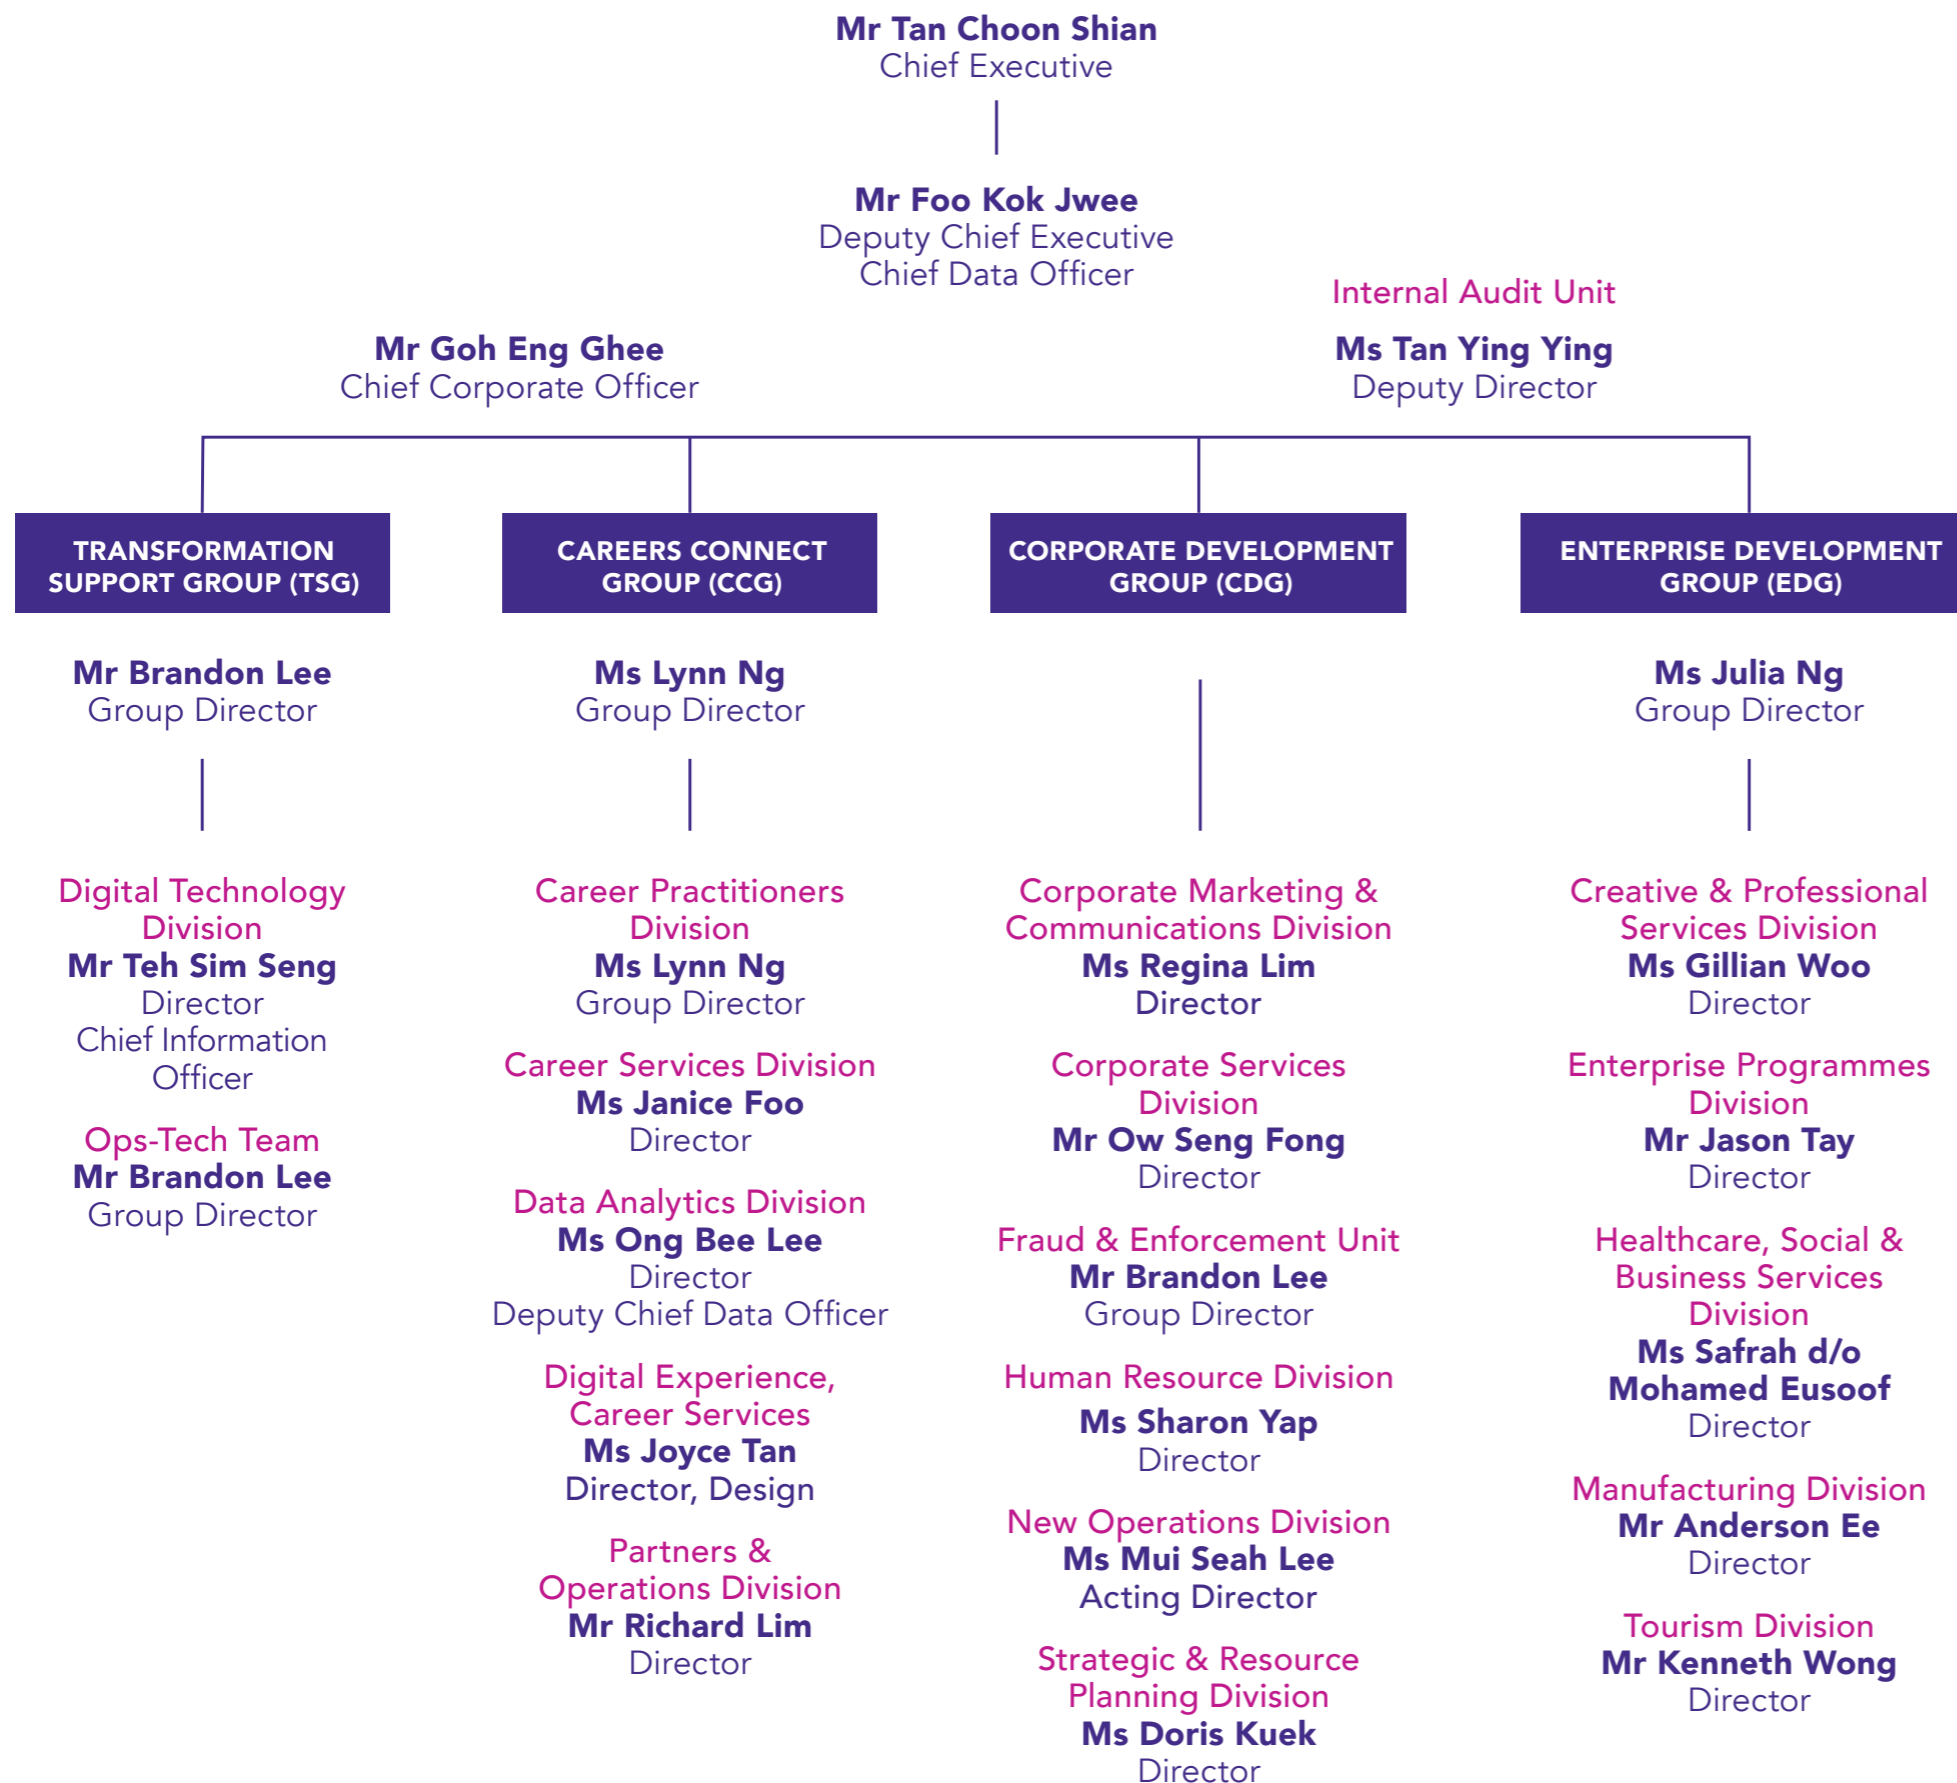 Mr Tan Choon Shian
Chief Executive
Mr Foo Kok Jwee
Deputy Chief Executive
Chief Data Officer
Internal Audit Unit
Ms Tan Ying Ying
Deputy Director
Mr Goh Eng Ghee
Chief Corporate Officer
TRANSFORMATION
SUPPORT GROUP (TSG)
Mr Brandon Lee
Group Director
Digital Technology
Division
Mr Teh Sim Seng
Director
Chief Information
Officer
Ops-Tech Team
Mr Brandon Lee
Group Director
CAREERS CONNECT
GROUP (CCG)
Ms Lynn Ng
Group Director
Career Practitioners
Division
Ms Lynn Ng
Group Director
Career Services Division
Ms Janice Foo
Director
Data Analytics Division
Ms Ong Bee Lee
Director
Deputy Chief Data Officer
Digital Experience,
Career Services
Ms Joyce Tan
Director, Design
Partners &
Operations Division
Mr Richard Lim
Director
CORPORATE DEVELOPMENT
GROUP (CDG)
Corporate Marketing &
Communications Division
Ms Regina Lim
Director
Corporate Services
Division
Mr Ow Seng Fong
Director
Fraud & Enforcement Unit
Mr Brandon Lee
Group Director
Human Resource Division
Ms Sharon Yap
Director
New Operations Division
Ms Mui Seah Lee
Acting Director
Strategic & Resource
Planning Division
Ms Doris Kuek
Director
ENTERPRISE DEVELOPMENT
GROUP (EDG)
Ms Julia Ng
Group Director
Creative & Professional
Services Division
Ms Gillian Woo
Director
Enterprise Programmes
Division
Mr Jason Tay
Director
Healthcare, Social &
Business Services
Division
Ms Safrah d/o
Mohamed Eusoof
Director
Manufacturing Division
Mr Anderson Ee
Director
Tourism Division
Mr Kenneth Wong
Director